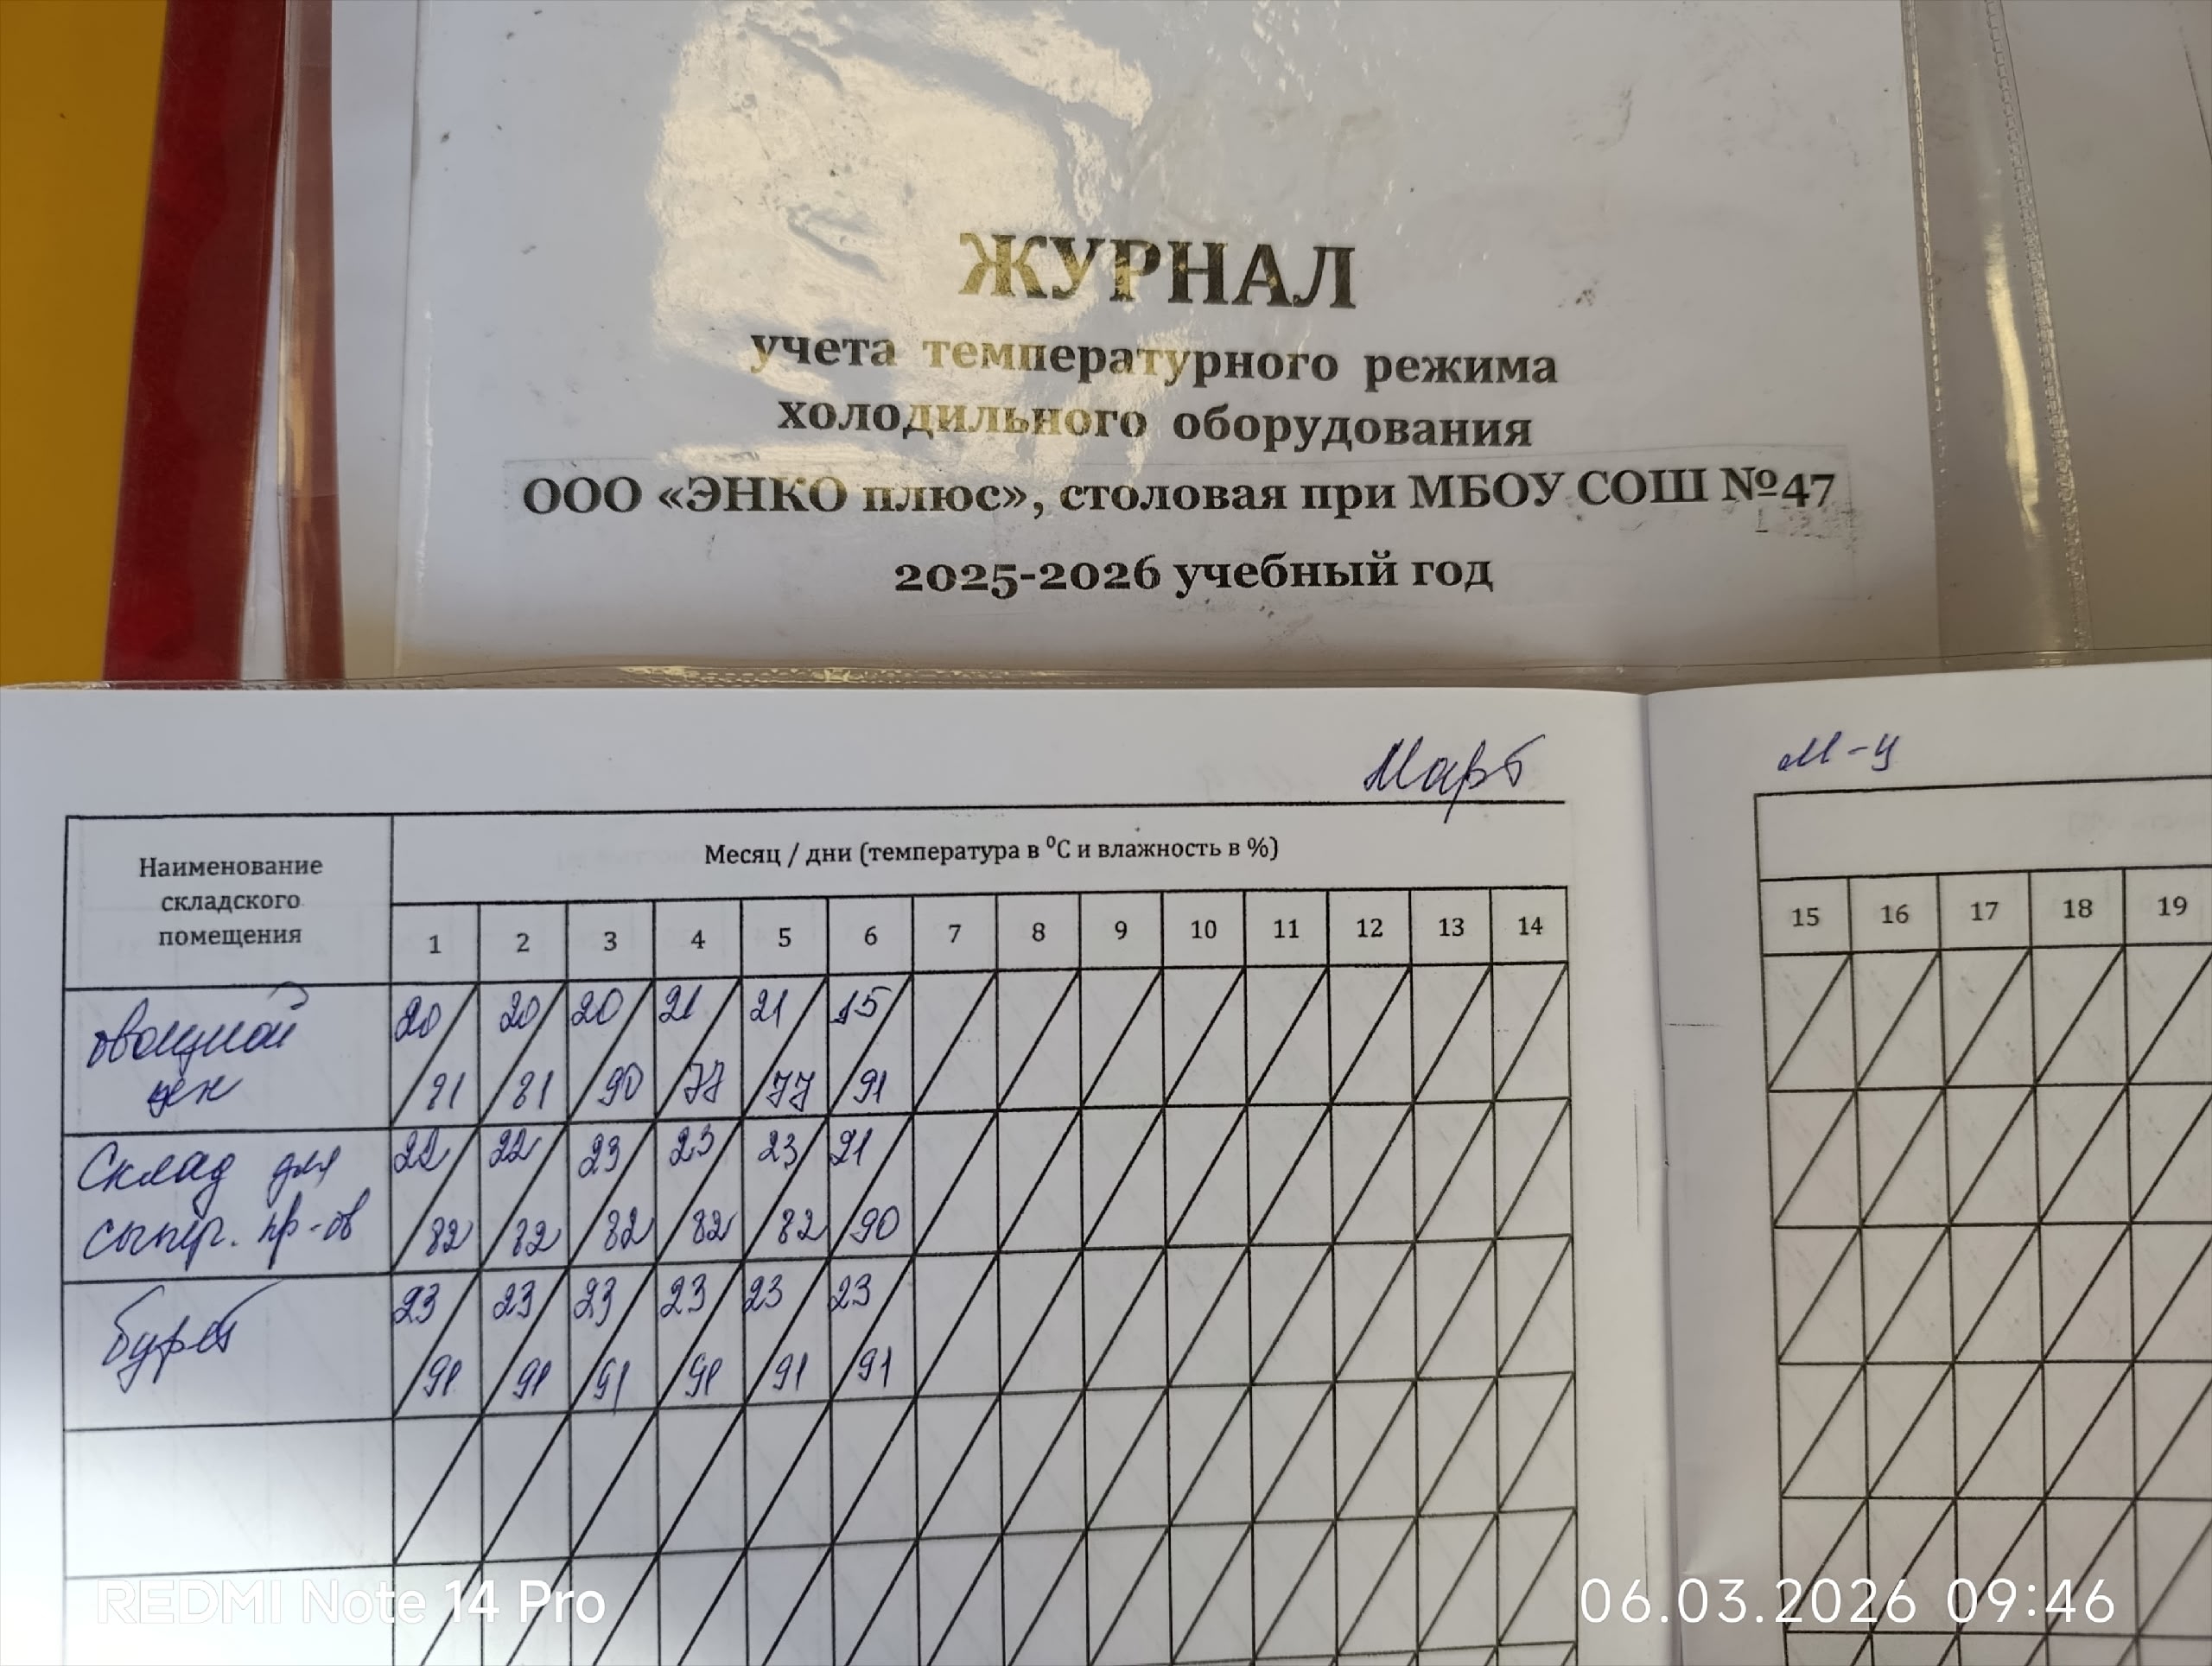 ЖУРНАЛ
учета температурного режима
холодильного оборудования
ООО «ЭНКО плюс», столовая при МБОУ СОШ №47
2025-2026 учебный год
Март
м-ц
Наименование складского помещения
Месяц / дни (температура в ⁰С и влажность в %)
1 2 3 4 5 6 7 8 9 10 11 12 13 14
15 16 17 18 19
овощной цех
20 20 20 21 21 15
81 81 90 77 77 91
Склад для сыпуч. пр-ов
22 22 23 23 23 21
82 82 82 82 82 90
буфет
23 23 23 23 23 23
91 91 91 91 91 91
REDMI Note 14 Pro
06.03.2026 09:46